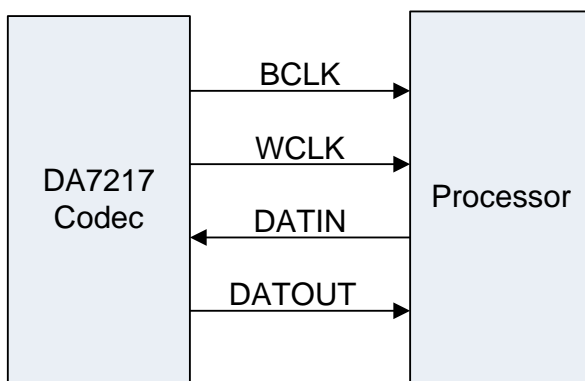 DA7217
Codec
BCLK
WCLK
DATIN
DATOUT
Processor